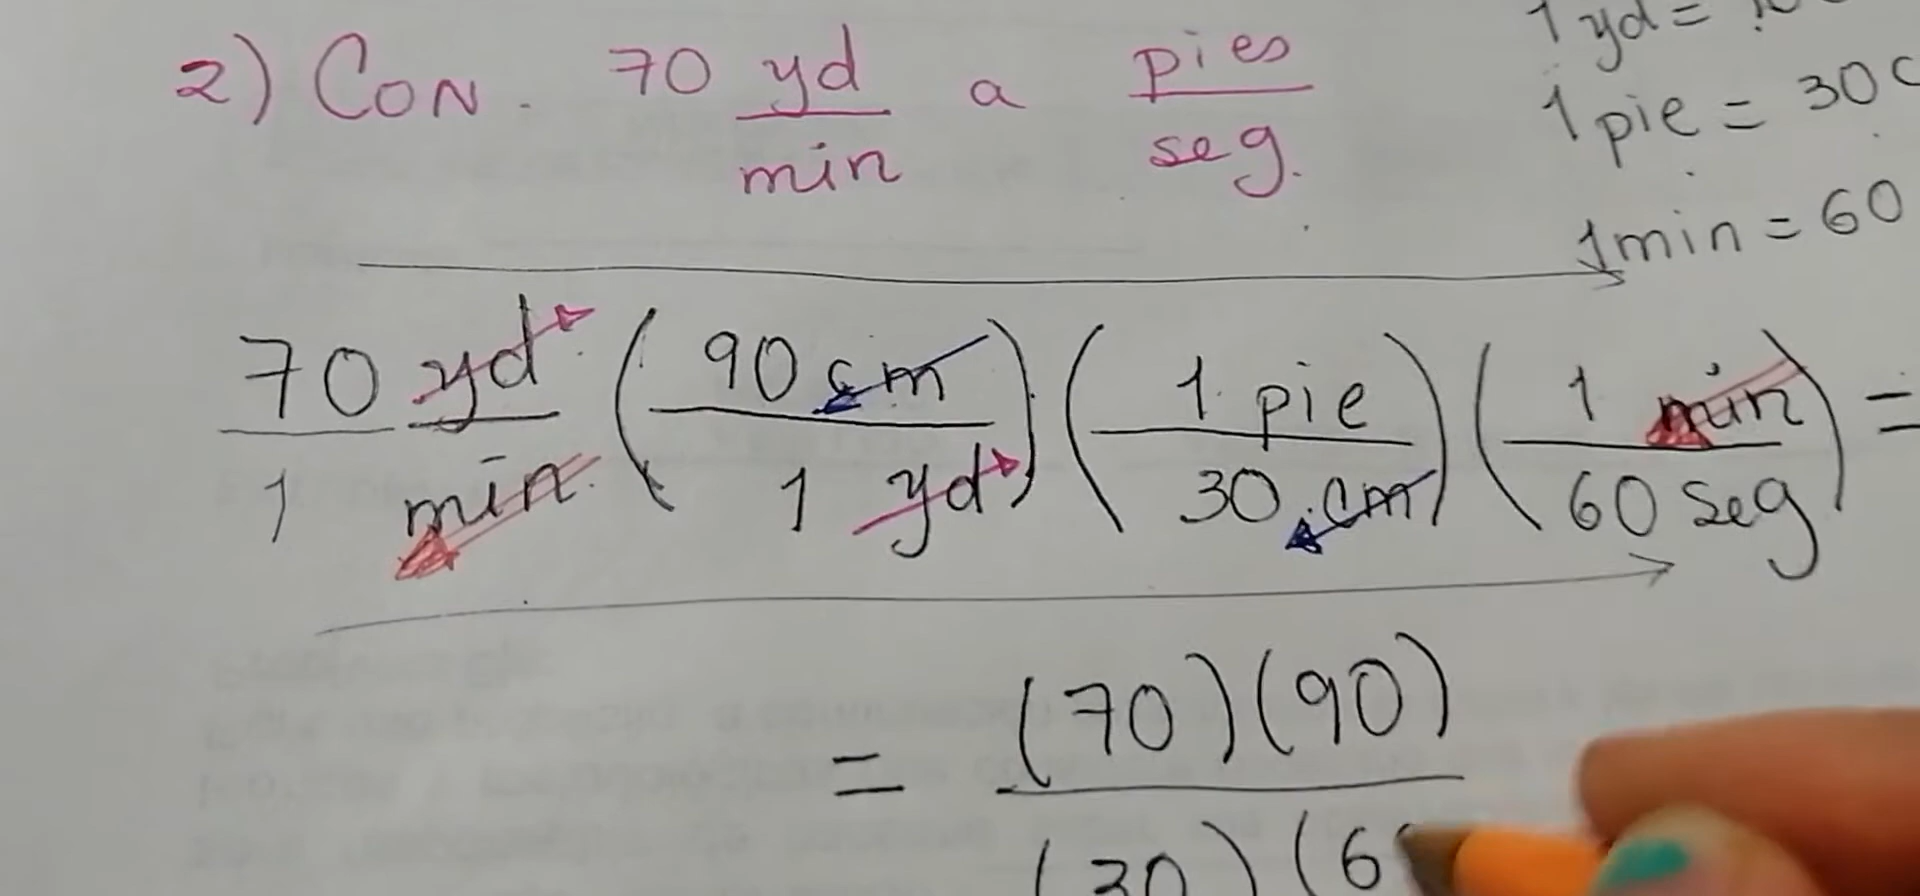 2) CON. 70 yd/min a pies/seg.
1 yd =
1 pie = 30 c
1 min = 60
70 yd/1 min (90 cm/1 yd) (1 pie/30 cm) (1 min/60 seg) =
= (70)(90)/(30)(6